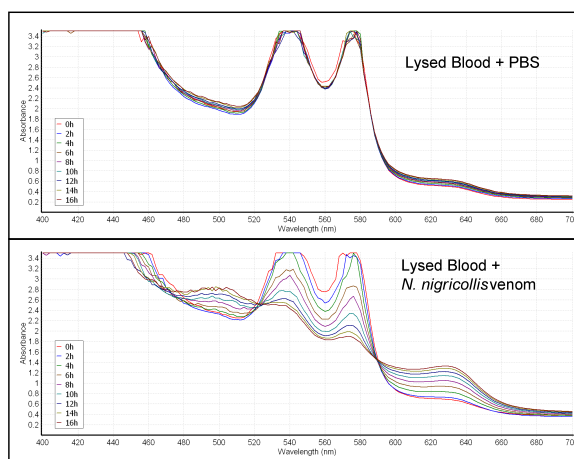 Lysed Blood + PBS
Absorbance
3.4
3
2.8
2.6
2.4
2.2
2
1.8
1.6
1.4
1.2
1
0.8
0.6
0.4
0.2
0h
2h
4h
6h
8h
10h
12h
14h
16h
400 420 440 460 480 500 520 540 560 580 600 620 640 660 680 70
Wavelength (nm)
Lysed Blood +
N. nigricollis venom
Absorbance
3.4
3.2
3
2.8
2.6
2.4
2.2
2
1.8
1.6
1.4
1.2
1
0.8
0.6
0.4
0.2
0h
2h
4h
6h
8h
10h
12h
14h
16h
400 420 440 460 480 500 520 540 560 580 600 620 640 660 680 70
Wavelength (nm)